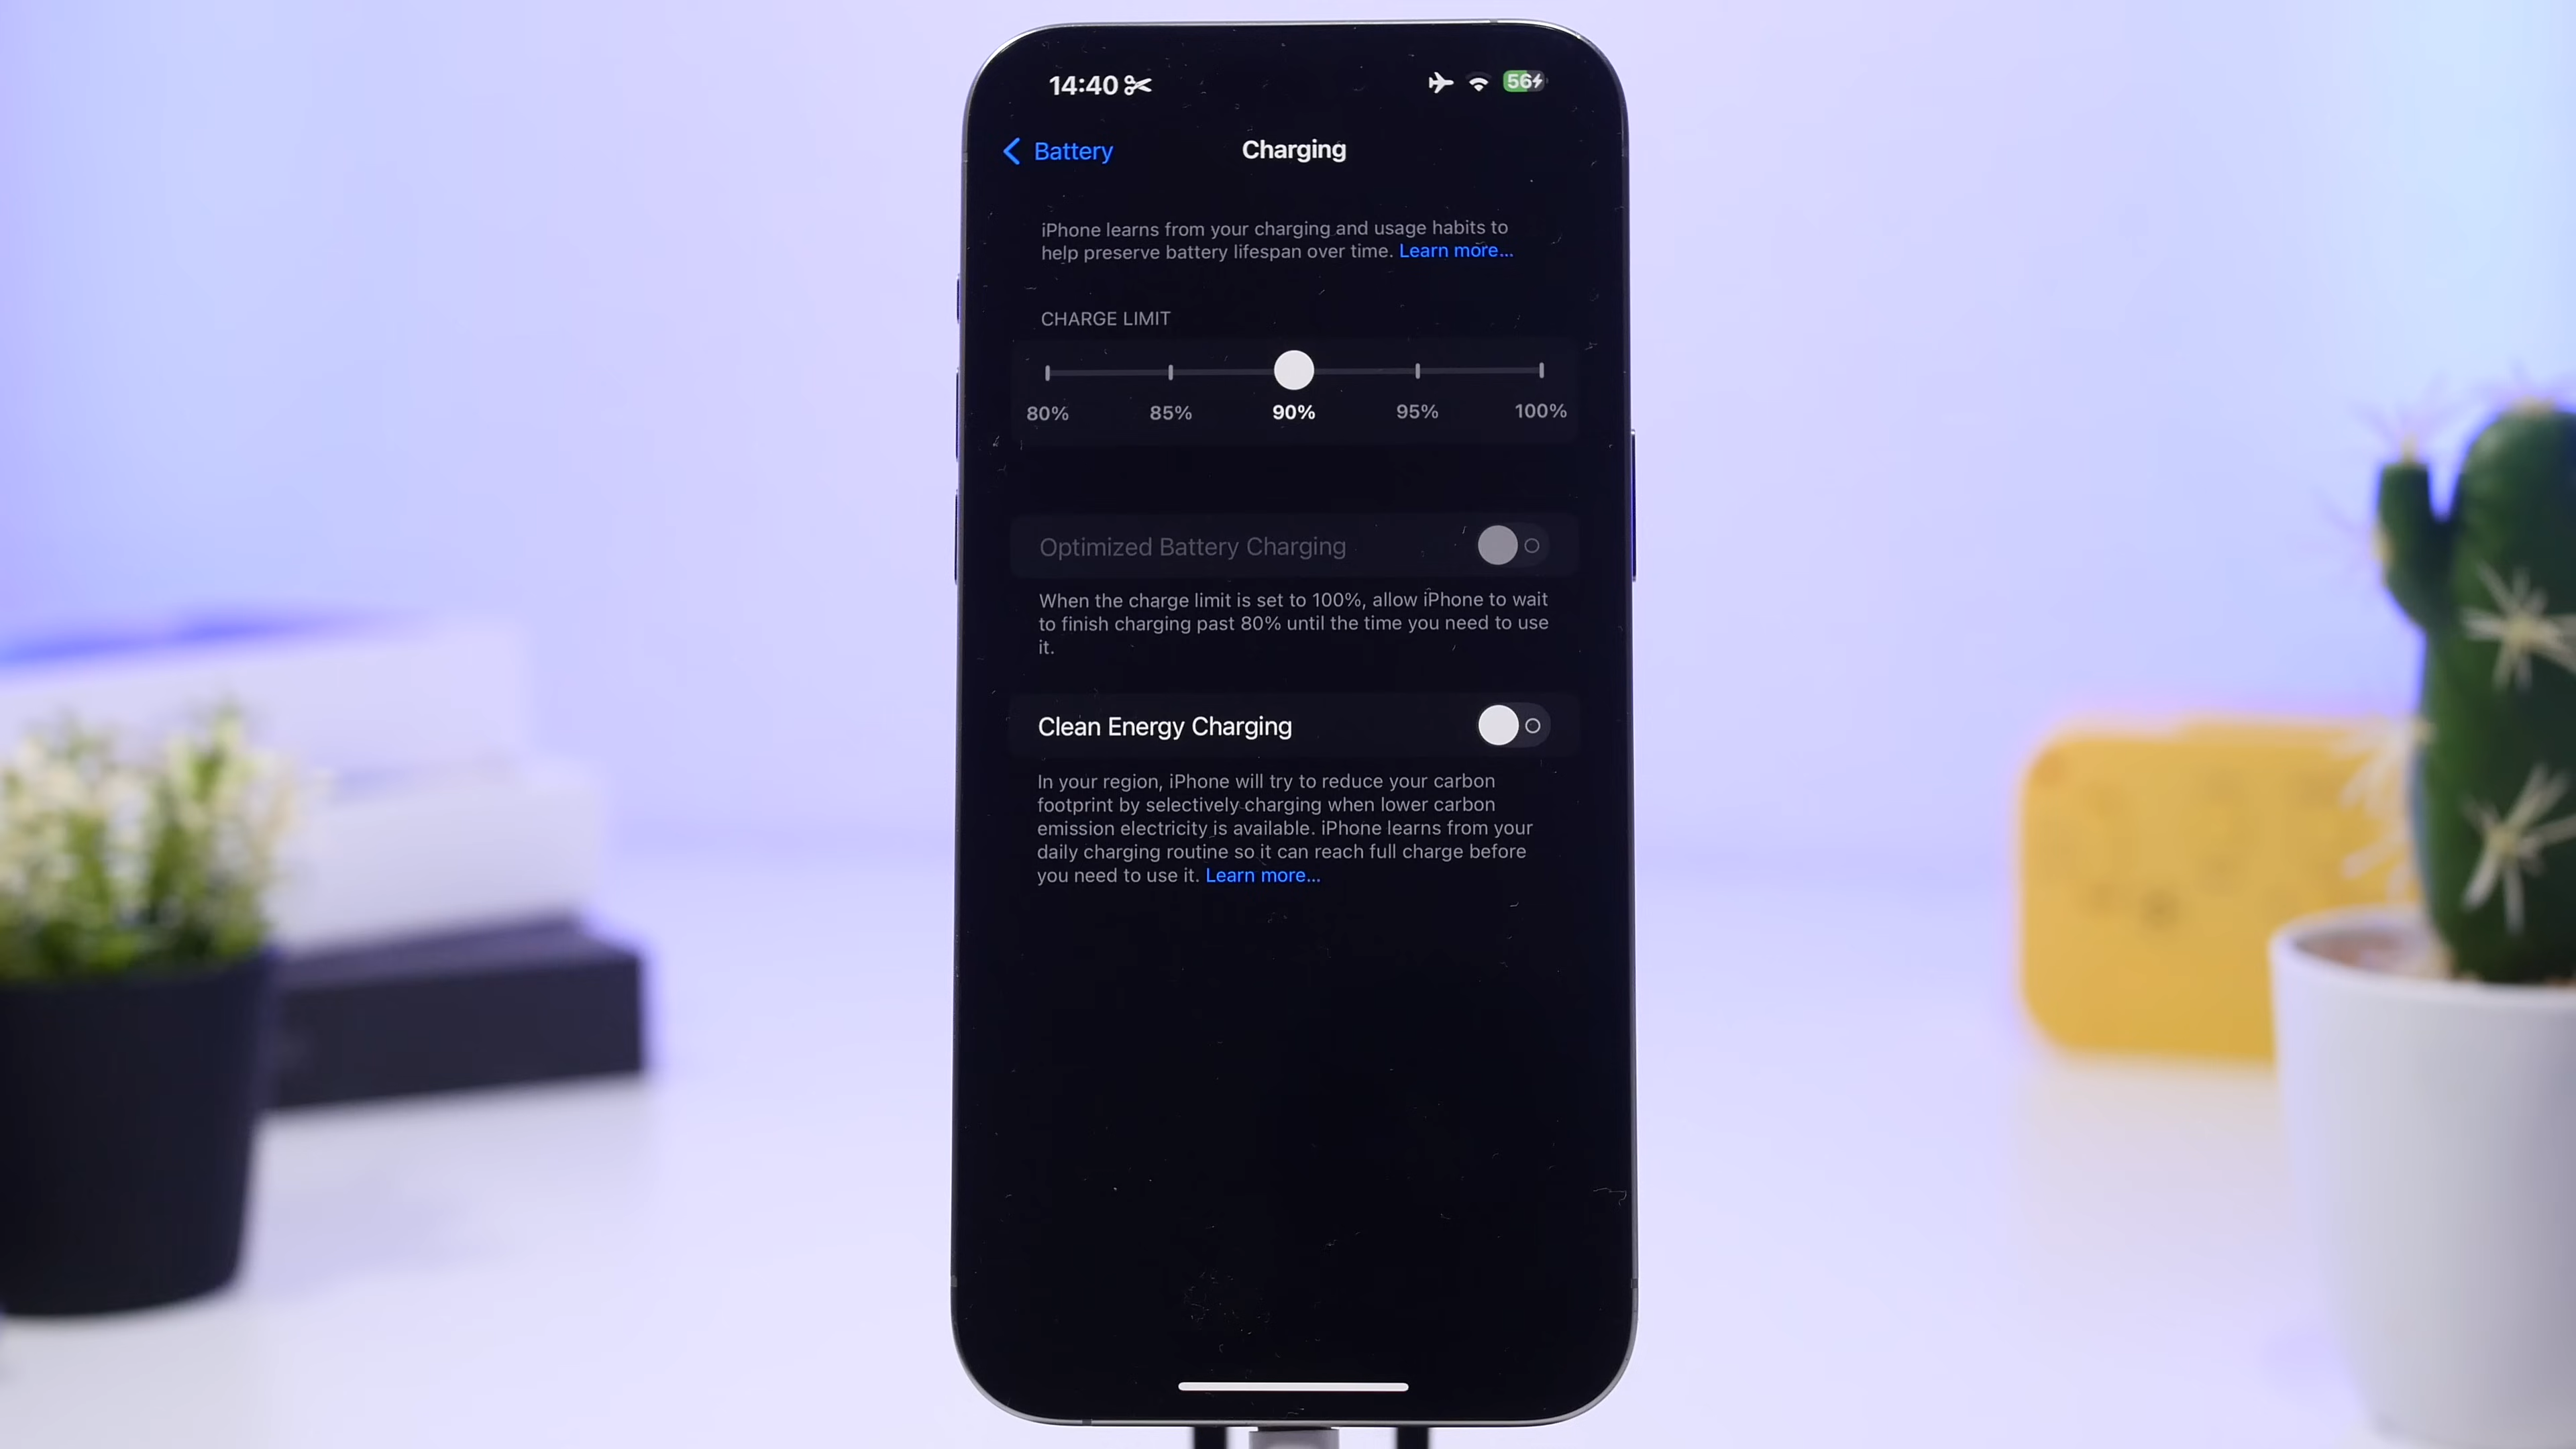 14:40
56
Battery
Charging
iPhone learns from your charging and usage habits to
help preserve battery lifespan over time. Learn more...
CHARGE LIMIT
80% 85% 90% 95% 100%
Optimized Battery Charging
When the charge limit is set to 100%, allow iPhone to wait
to finish charging past 80% until the time you need to use
it.
Clean Energy Charging
In your region, iPhone will try to reduce your carbon
footprint by selectively charging when lower carbon
emission electricity is available. iPhone learns from your
daily charging routine so it can reach full charge before
you need to use it. Learn more...